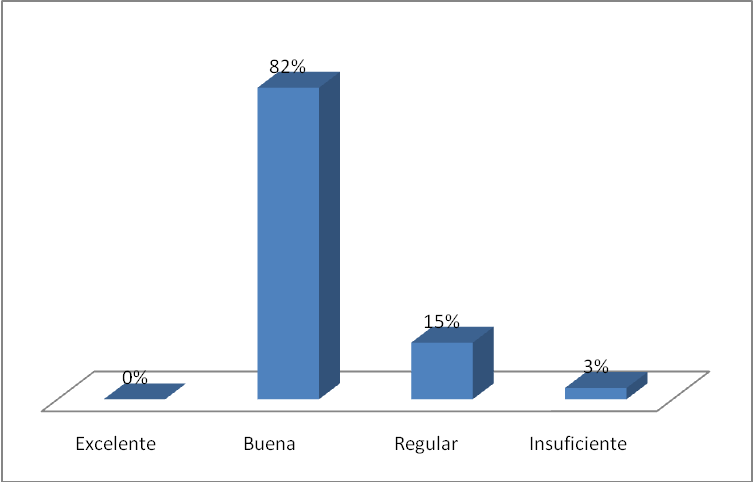 82%
15%
3%
0%
Excelente Buena Regular Insuficiente